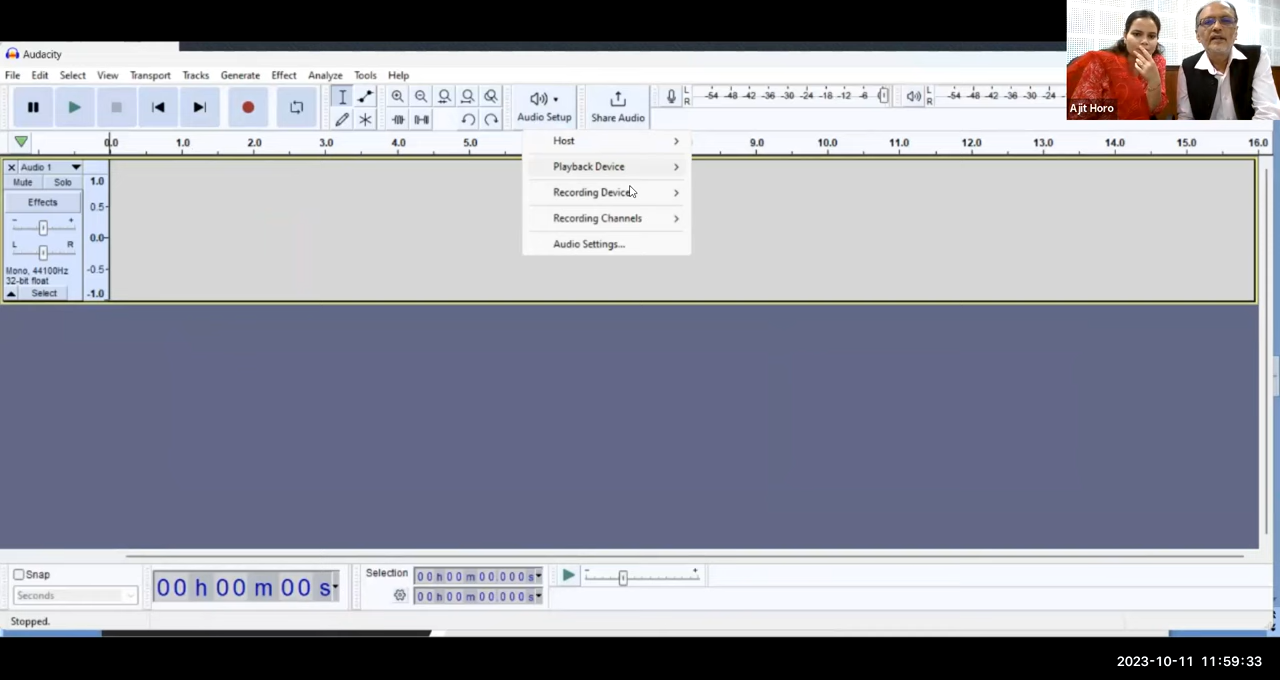 Audacity
File Edit Select View Transport Tracks Generate Effect Analyze Tools Help
Audio Setup
Share Audio
L
R
-54 -48 -42 -36 -30 -24 -18 -12 -6
L
R
-54 -48 -42 -36 -30 -24
Ajit Horo
0.0 1.0 2.0 3.0 4.0 5.0 9.0 10.0 11.0 12.0 13.0 14.0 15.0 16.0
Host
Playback Device
Recording Device
Recording Channels
Audio Settings...
Audio 1
Mute Solo
Effects
- +
L R
Mono, 44100Hz
32-bit float
Select
1.0
0.5
0.0
-0.5
-1.0
Snap
Seconds
00 h 00 m 00 s
Selection
00 h 00 m 00.000 s
00 h 00 m 00.000 s
- +
Stopped.
2023-10-11 11:59:33